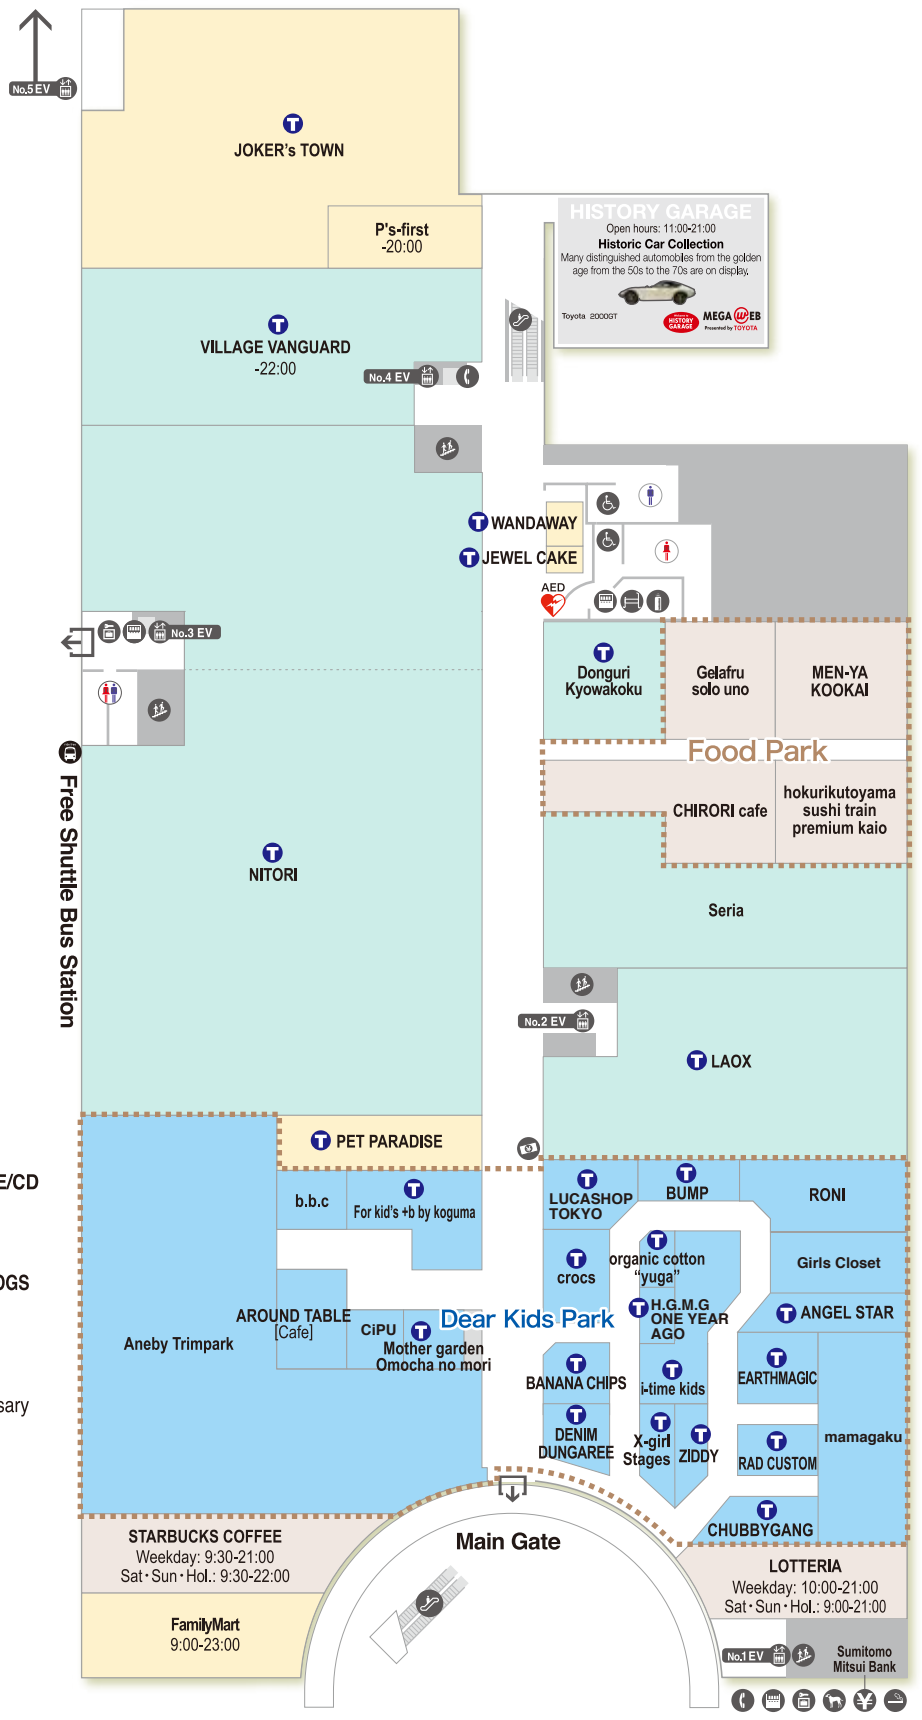 No.5 EV
JOKER's TOWN
P's-first
-20:00
HISTORY GARAGE
Open hours: 11:00-21:00
Historic Car Collection
Many distinguished automobiles from the golden
age from the 50s to the 70s are on display.
Toyota 2000GT
HISTORY
GARAGE
MEGA WEB
Presented by TOYOTA
VILLAGE VANGUARD
-22:00
No.4 EV
WANDAWAY
JEWEL CAKE
AED
No.3 EV
Donguri
Kyowakoku
Gelafru
solo uno
MEN-YA
KOOKAI
Food Park
CHIRORI cafe
hokurikutoyama
sushi train
premium kaio
Free Shuttle Bus Station
NITORI
Seria
No.2 EV
LAOX
PET PARADISE
E/CD
b.b.c
For kid's +b by koguma
LUCASHOP
TOKYO
BUMP
RONI
OGS
crocs
organic cotton
“yuga”
Girls Closet
AROUND TABLE
[Cafe]
CiPU
Mother garden
Omocha no mori
Dear Kids Park
H.G.M.G
ONE YEAR
AGO
ANGEL STAR
Aneby Trimpark
BANANA CHIPS
i-time kids
EARTHMAGIC
sary
DENIM
DUNGAREE
X-girl
Stages
ZIDDY
RAD CUSTOM
mamagaku
CHUBBYGANG
STARBUCKS COFFEE
Weekday: 9:30-21:00
Sat・Sun・Hol.: 9:30-22:00
Main Gate
LOTTERIA
Weekday: 10:00-21:00
Sat・Sun・Hol.: 9:00-21:00
FamilyMart
9:00-23:00
No.1 EV
Sumitomo
Mitsui Bank